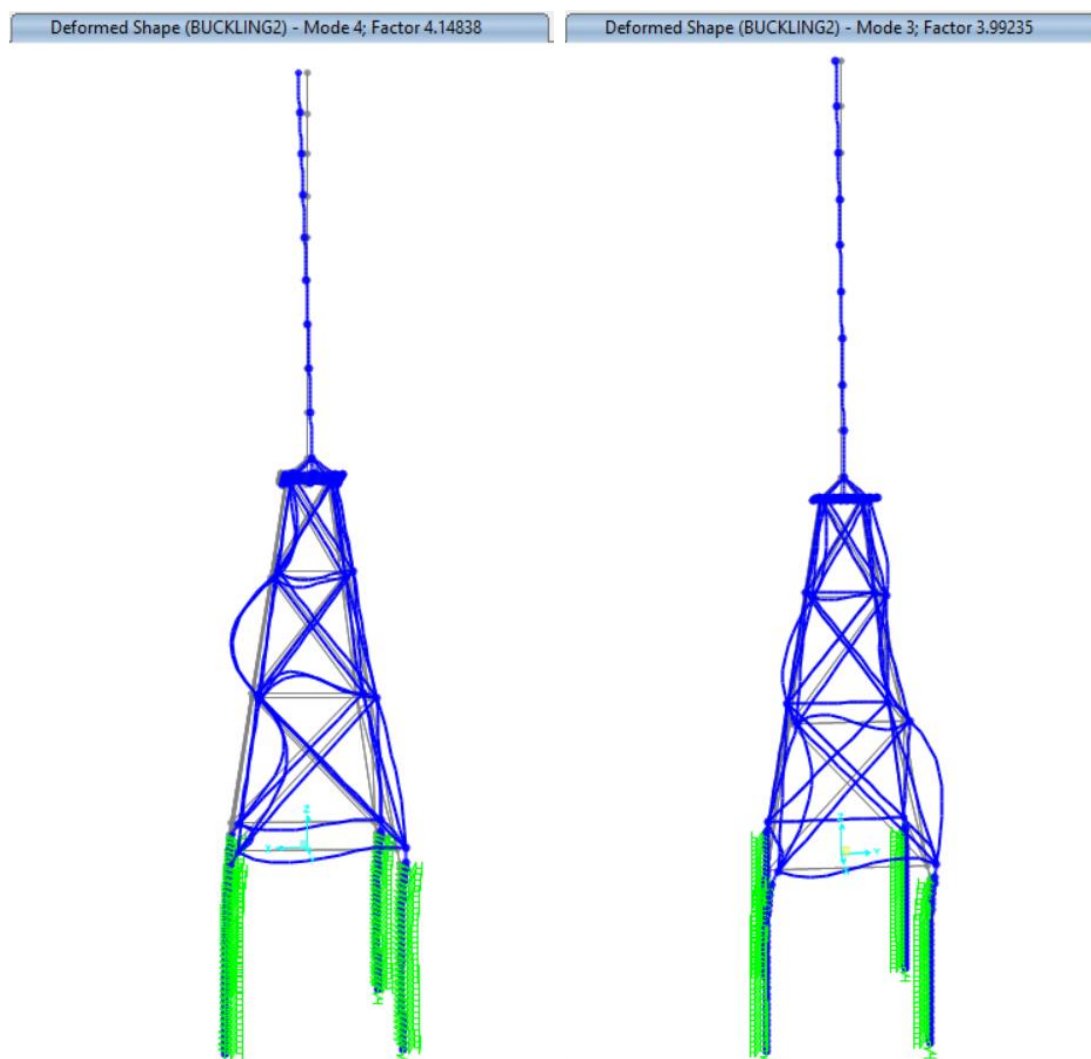 Deformed Shape (BUCKLING2) - Mode 4; Factor 4.14838
Deformed Shape (BUCKLING2) - Mode 3; Factor 3.99235
Z
X
Z
Y